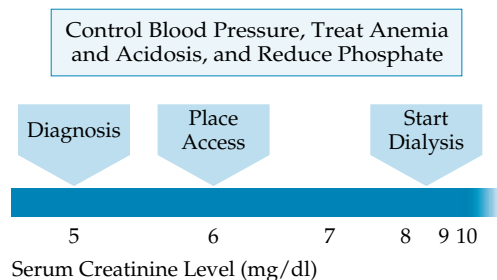 Control Blood Pressure, Treat Anemia
and Acidosis, and Reduce Phosphate
Diagnosis
Place
Access
Start
Dialysis
5 6 7 8 9 10
Serum Creatinine Level (mg/dl)